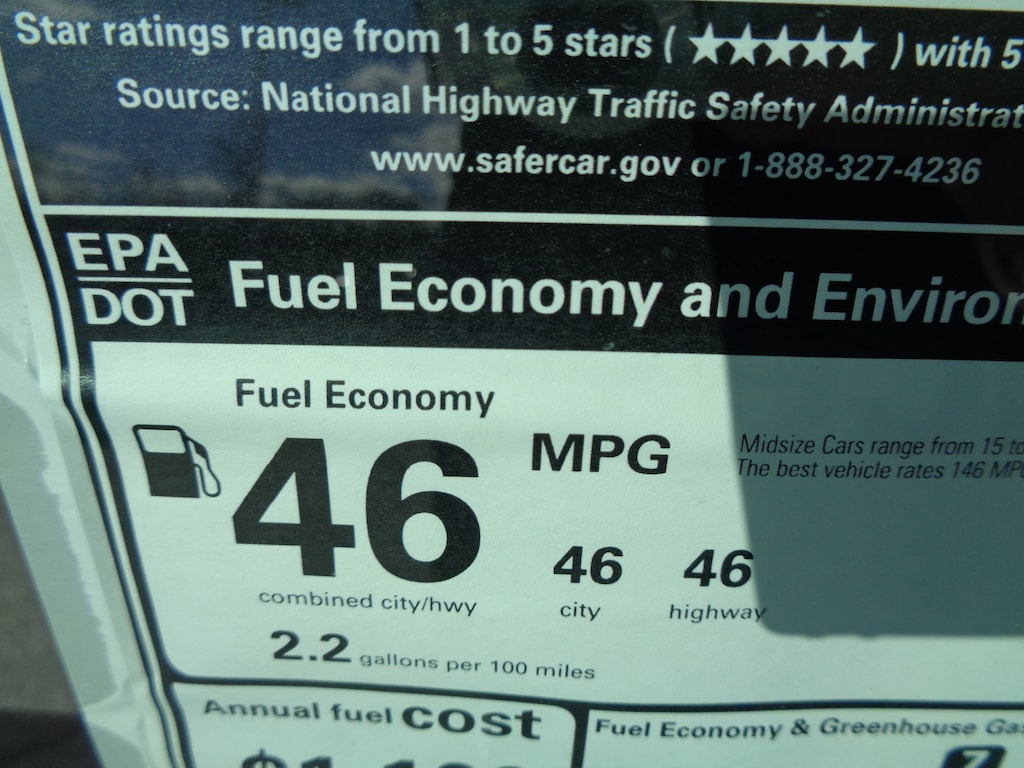 Star ratings range from 1 to 5 stars (★★★★★) with 5
Source: National Highway Traffic Safety Administrat
www.safercar.gov or 1-888-327-4236
EPA
DOT
Fuel Economy and Environ
Fuel Economy
46
MPG
Midsize Cars range from 15 to
The best vehicle rates 146 MP
46
46
combined city/hwy
city
highway
2.2 gallons per 100 miles
Annual fuel cost
Fuel Economy & Greenhouse Gas
7